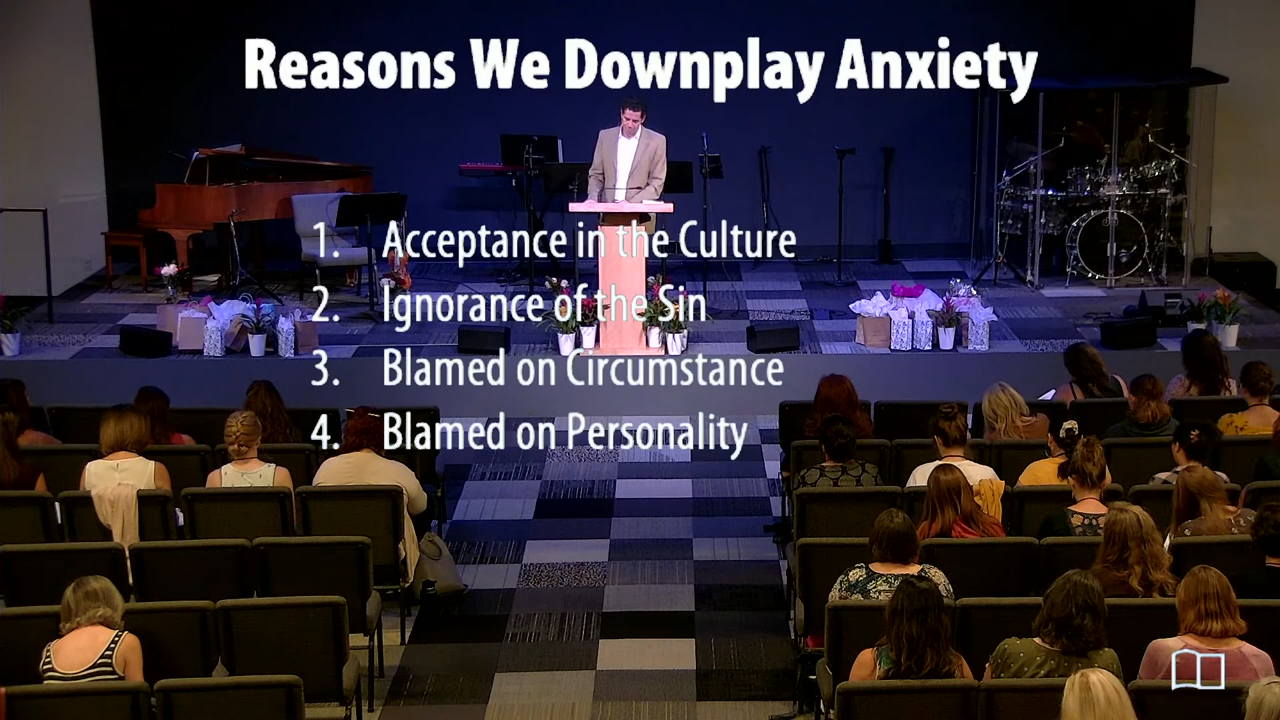 Reasons We Downplay Anxiety
1. Acceptance in the Culture
2. Ignorance of the Sin
3. Blamed on Circumstance
4. Blamed on Personality